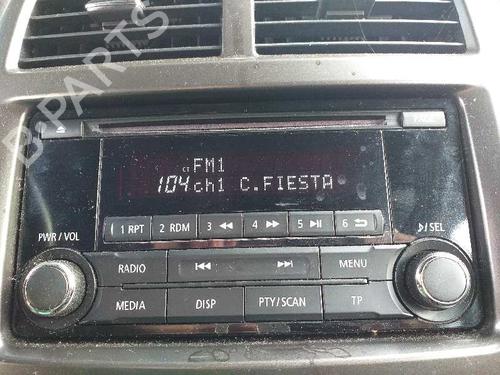 B-PARTS
CT FM1
104 ch1 C.FIESTA
1 RPT 2 RDM 3 4 5 6
PWR/VOL /SEL
RADIO MENU
MEDIA DISP PTY/SCAN TP